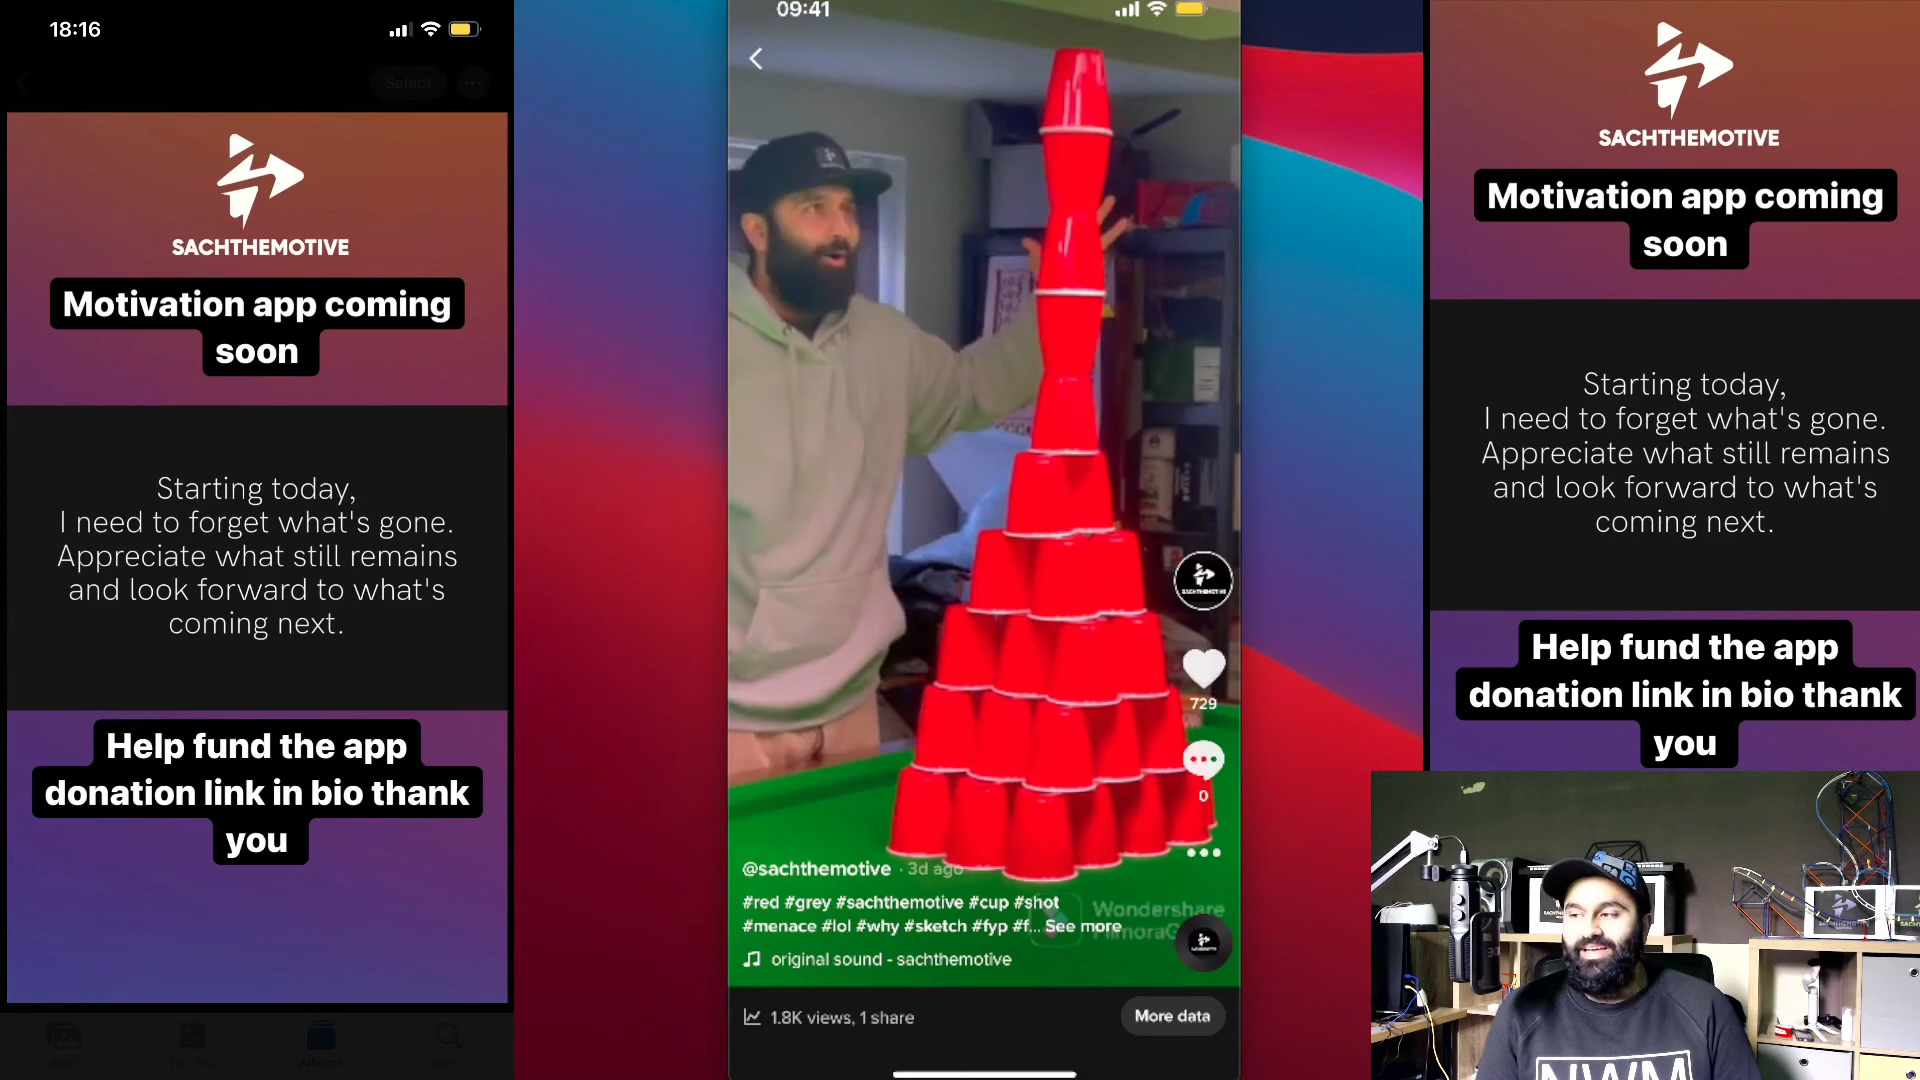 18:16
Select
SACHTHEMOTIVE
Motivation app coming
soon
Starting today,
I need to forget what's gone.
Appreciate what still remains
and look forward to what's
coming next.
Help fund the app
donation link in bio thank
you
Albums
09:41
729
0
@sachthemotive · 3d ago
#red #grey #sachthemotive #cup #shot
#menace #lol #why #sketch #fyp #f... See more
Wondershare
original sound - sachthemotive
1.8K views, 1 share
More data
SACHTHEMOTIVE
Motivation app coming
soon
Starting today,
I need to forget what's gone.
Appreciate what still remains
and look forward to what's
coming next.
Help fund the app
donation link in bio thank
you
NWM